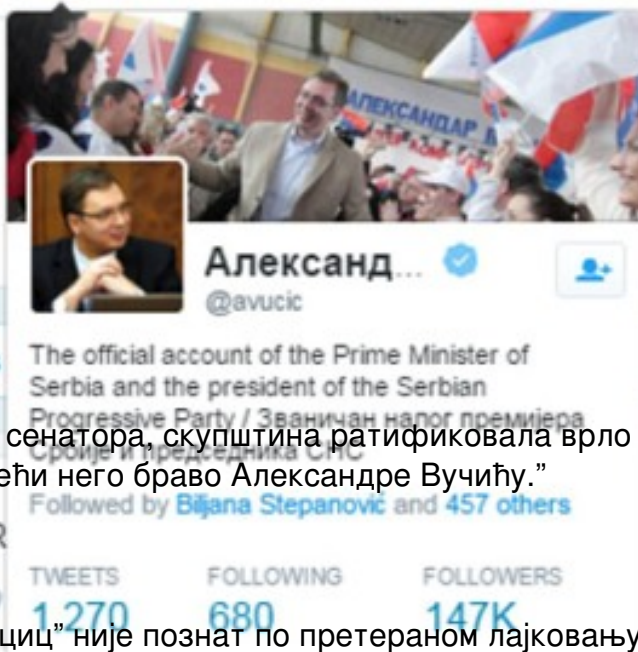 АЛЕКСАНДАР
Александ...
@avucic
The official account of the Prime Minister of
Serbia and the president of the Serbian
Progressive Party / Званичан налог премијера
сенатора, скупштина ратификовала врло
Србије и председника СНС
него браво Александре Вучићу.”
Followed by Biljana Stepanović and 457 others
TWEETS FOLLOWING FOLLOWERS
1,270 680 147K
није познат по претераном лајковању